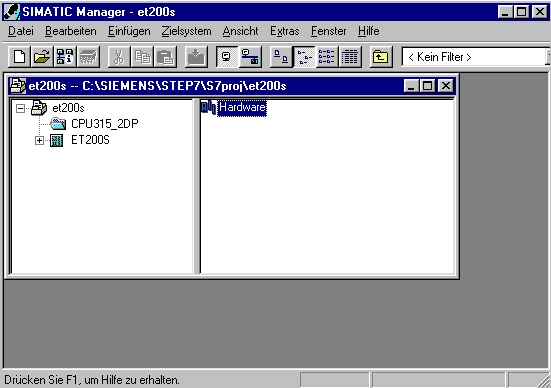 SIMATIC Manager - et200s
Datei Bearbeiten Einfügen Zielsystem Ansicht Extras Fenster Hilfe
< Kein Filter >
et200s -- C:\SIEMENS\STEP7\S7proj\et200s
et200s
CPU315_2DP
ET200S
Hardware
Drücken Sie F1, um Hilfe zu erhalten.